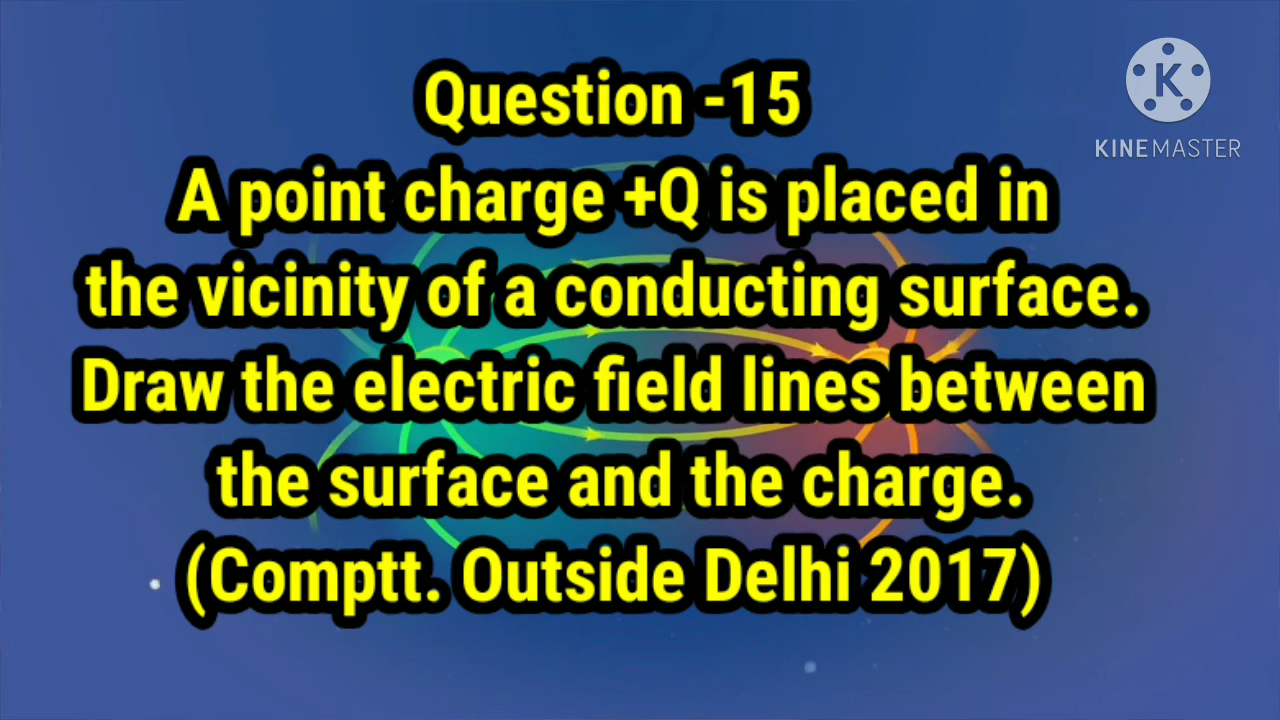 Question -15
A point charge +Q is placed in
the vicinity of a conducting surface.
Draw the electric field lines between
the surface and the charge.
(Comptt. Outside Delhi 2017)
K
KINEMASTER